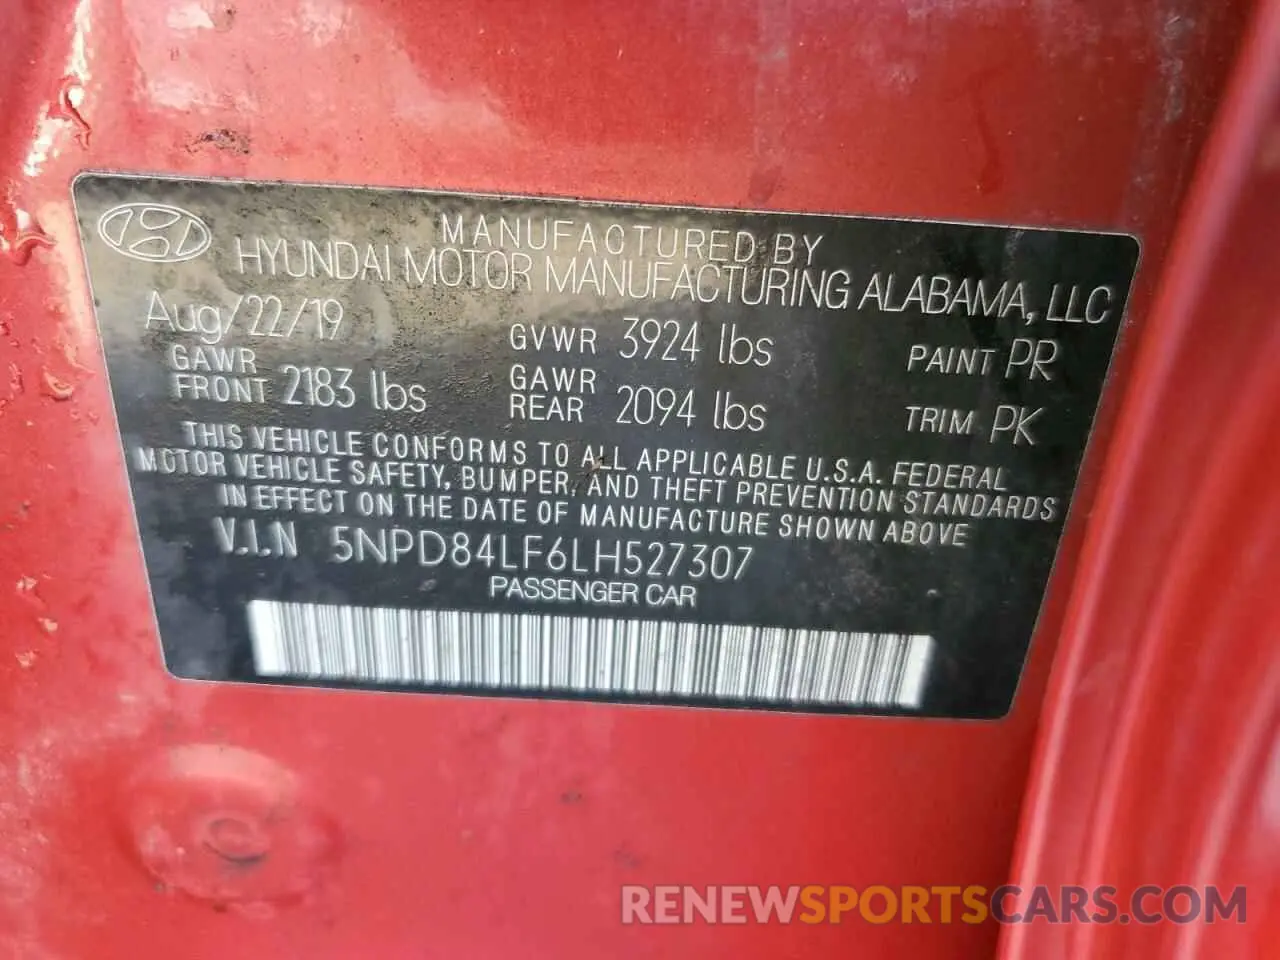 MANUFACTURED BY
HYUNDAI MOTOR MANUFACTURING ALABAMA, LLC
Aug/22/19 GVWR 3924 lbs PAINT PR
GAWR FRONT 2183 lbs GAWR REAR 2094 lbs TRIM PK
THIS VEHICLE CONFORMS TO ALL APPLICABLE U.S.A. FEDERAL
MOTOR VEHICLE SAFETY, BUMPER, AND THEFT PREVENTION STANDARDS
IN EFFECT ON THE DATE OF MANUFACTURE SHOWN ABOVE
V.I.N 5NPD84LF6LH527307
PASSENGER CAR
RENEWSPORTSCARS.COM